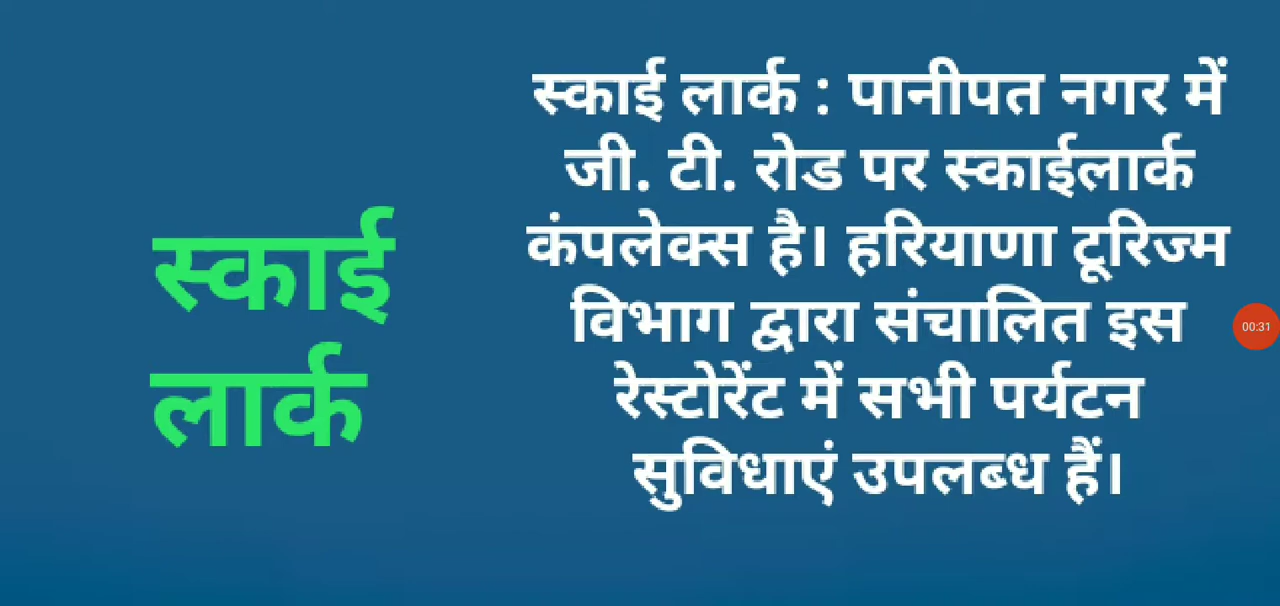 स्काई
लार्क
स्काई लार्क : पानीपत नगर में
जी. टी. रोड पर स्काईलार्क
कंपलेक्स है। हरियाणा टूरिज्म
विभाग द्वारा संचालित इस
रेस्टोरेंट में सभी पर्यटन
सुविधाएं उपलब्ध हैं।
00:31